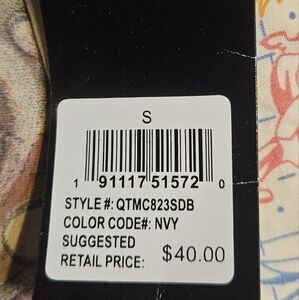 S
1 91117 51572 0
STYLE #: QTMC823SDB
COLOR CODE#: NVY
SUGGESTED
RETAIL PRICE: $40.00